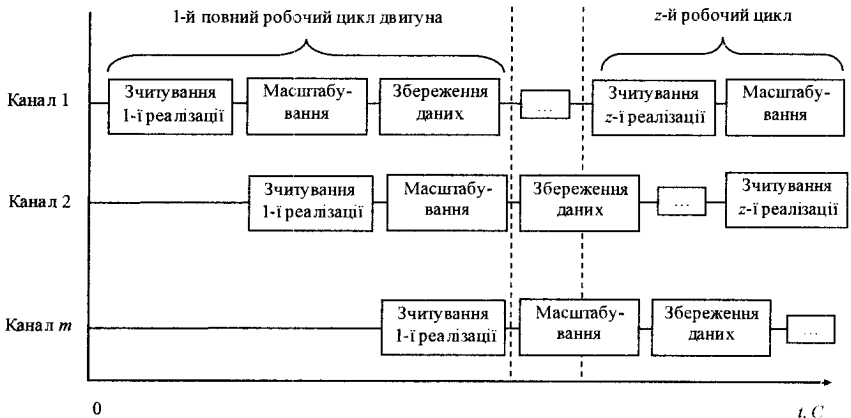 1-й повний робочий цикл двигуна
z-й робочий цикл
Канал 1
Зчитування
1-ї реалізації
Масштабу-
вання
Збереження
даних
...
Зчитування
z-ї реалізації
Масштабу-
вання
Канал 2
Зчитування
1-ї реалізації
Масштабу-
вання
Збереження
даних
...
Зчитування
z-ї реалізації
Канал m
Зчитування
1-ї реалізації
Масштабу-
вання
Збереження
даних
...
0
t, C